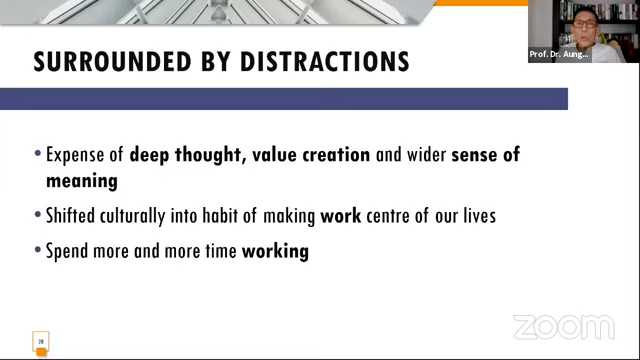 Prof. Dr. Aung...
SURROUNDED BY DISTRACTIONS
• Expense of deep thought, value creation and wider sense of
meaning
• Shifted culturally into habit of making work centre of our lives
• Spend more and more time working
zoom